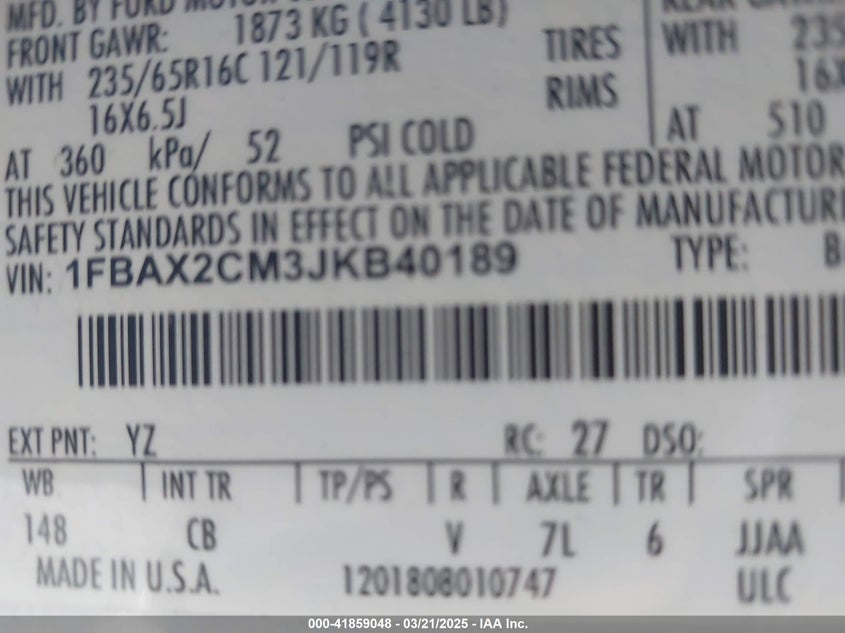 MFD. BY FORD
FRONT GAWR: 1873 KG ( 4130 LB)
WITH 235/65R16C 121/119R TIRES
16X6.5J RIMS
AT 360 kPa/ 52 PSI COLD
WITH 235
16X
AT 510
THIS VEHICLE CONFORMS TO ALL APPLICABLE FEDERAL MOTOR
SAFETY STANDARDS IN EFFECT ON THE DATE OF MANUFACTURE
VIN: 1FBAX2CM3JKB40189 TYPE: B
EXT PNT: YZ RC: 27 DSO:
WB INT TR TP/PS R AXLE TR SPR
148 CB V 7L 6 JJAA
MADE IN U.S.A. 1201808010747 ULC
000-41859048 - 03/21/2025 - IAA Inc.